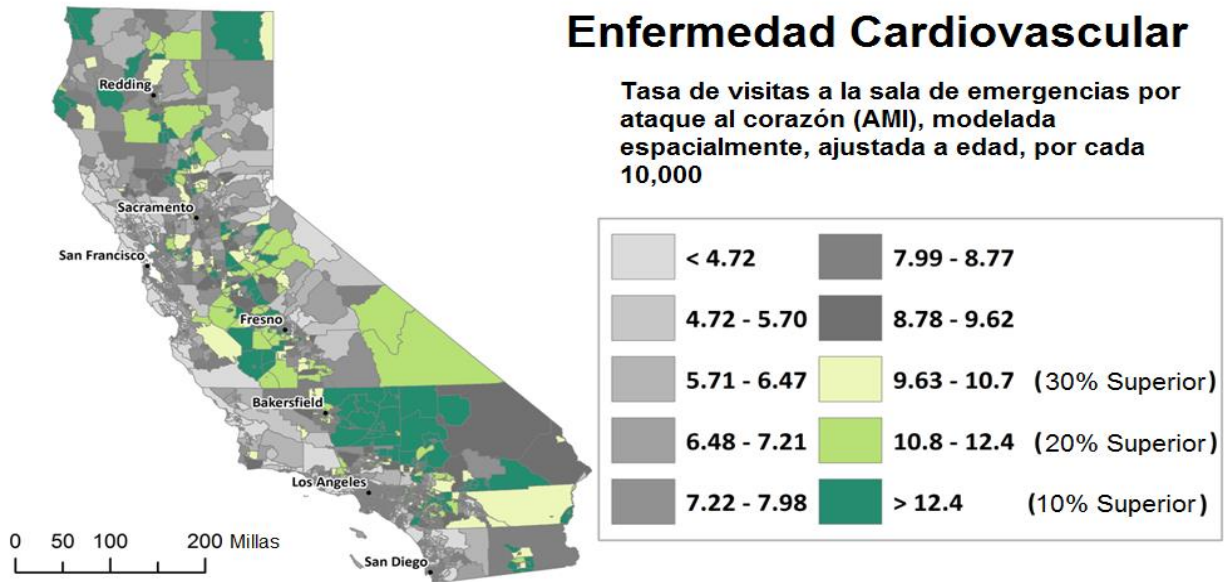 Enfermedad Cardiovascular
Tasa de visitas a la sala de emergencias por
ataque al corazón (AMI), modelada
espacialmente, ajustada a edad, por cada
10,000
< 4.72
4.72 - 5.70
5.71 - 6.47
6.48 - 7.21
7.22 - 7.98
7.99 - 8.77
8.78 - 9.62
9.63 - 10.7 (30% Superior)
10.8 - 12.4 (20% Superior)
> 12.4 (10% Superior)
Redding
Sacramento
San Francisco
Fresno
Bakersfield
Los Angeles
San Diego
0 50 100 200 Millas